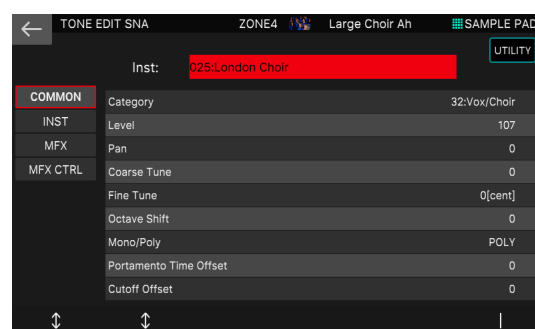 TONE EDIT SNA ZONE4 Large Choir Ah SAMPLE PAD
UTILITY
Inst: 025:London Choir
COMMON
INST
MFX
MFX CTRL
Category 32:Vox/Choir
Level 107
Pan 0
Coarse Tune 0
Fine Tune 0[cent]
Octave Shift 0
Mono/Poly POLY
Portamento Time Offset 0
Cutoff Offset 0